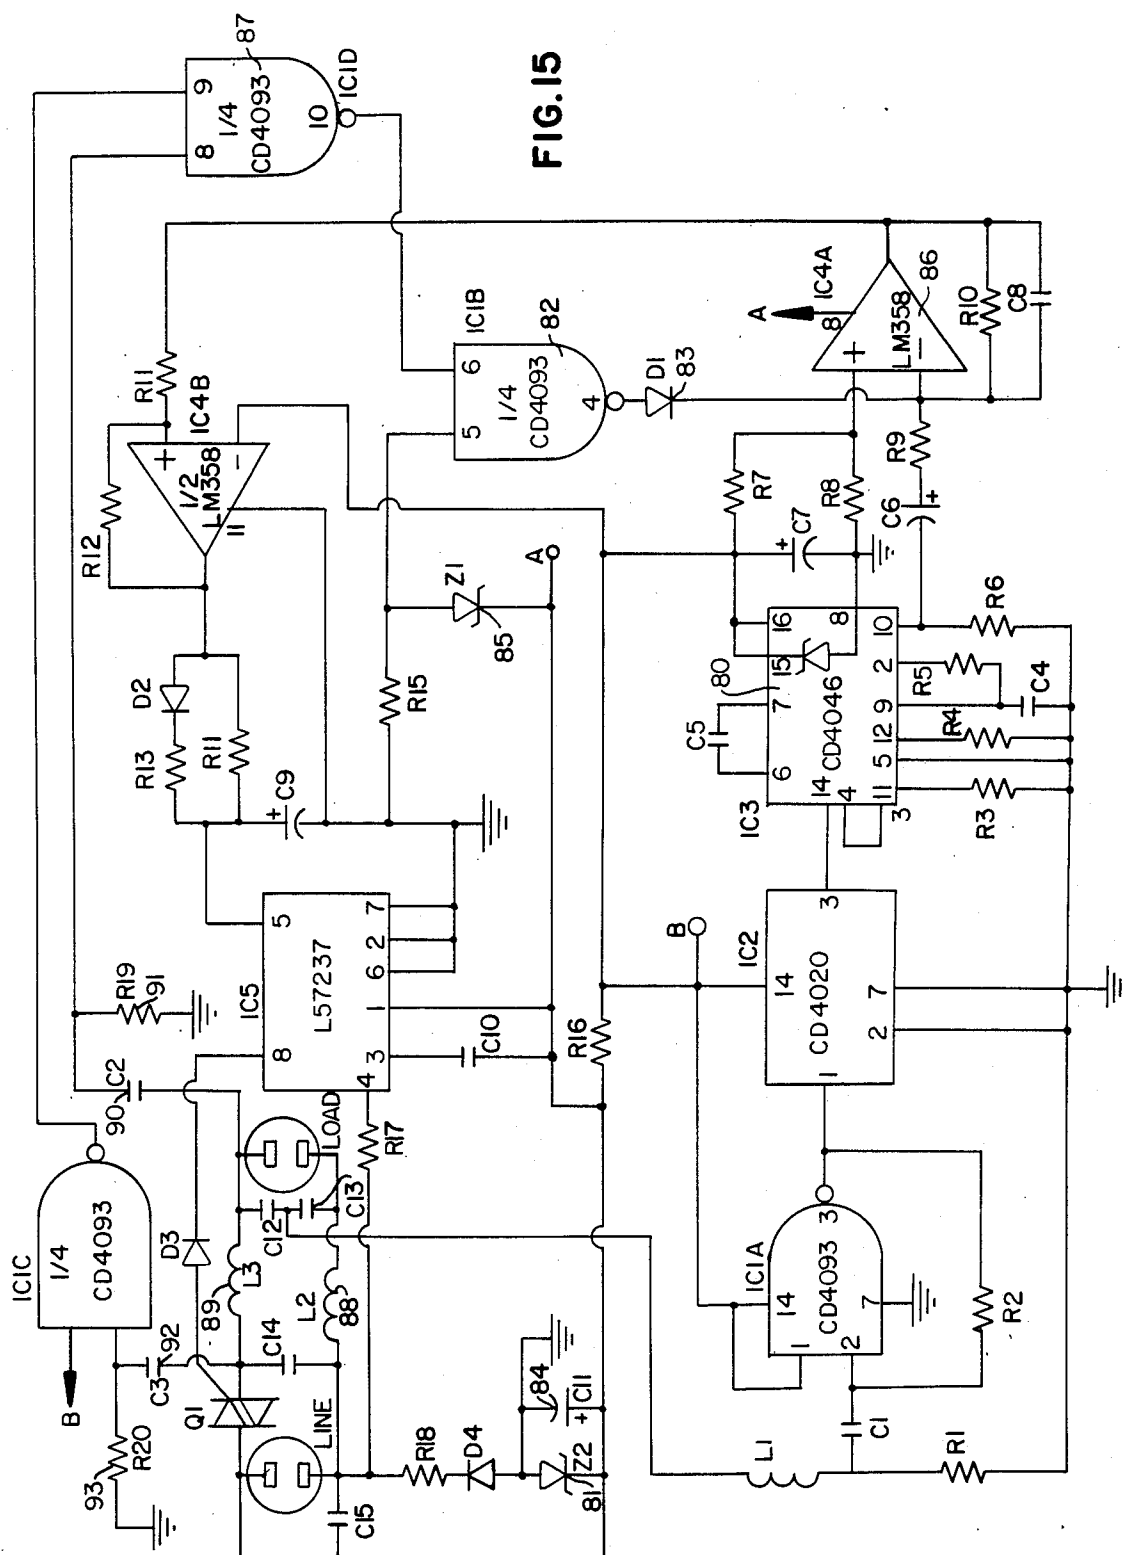 FIG.15
87
9
8
1/4
CD4093
10
IC1D
R11
IC4B
+
1/2
LM358
-
11
R12
D2
R13
R11
+
C9
IC1B
82
6
5
1/4
CD4093
4
D1
83
A
IC4A
8
+
LM358
-
86
R10
C8
R9
+
C6
R7
R8
+
C7
Z1
85
A
R15
80
16
15
8
7
6
C5
CD4046
IC3
14
4
3
11
5
12
9
2
10
R3
R4
R5
C4
R6
IC5
L57237
5
8
7
2
6
1
3
4
C10
R16
R17
R19
91
C2
90
B
IC2
14
3
CD4020
7
2
1
IC1C
1/4
CD4093
B
C3
92
R20
93
D3
Q1
89
L3
C14
L2
88
C12
C13
LOAD
LINE
C15
R18
D4
84
+
C11
Z2
81
IC1A
14
3
CD4093
1
2
7
R2
C1
L1
R1